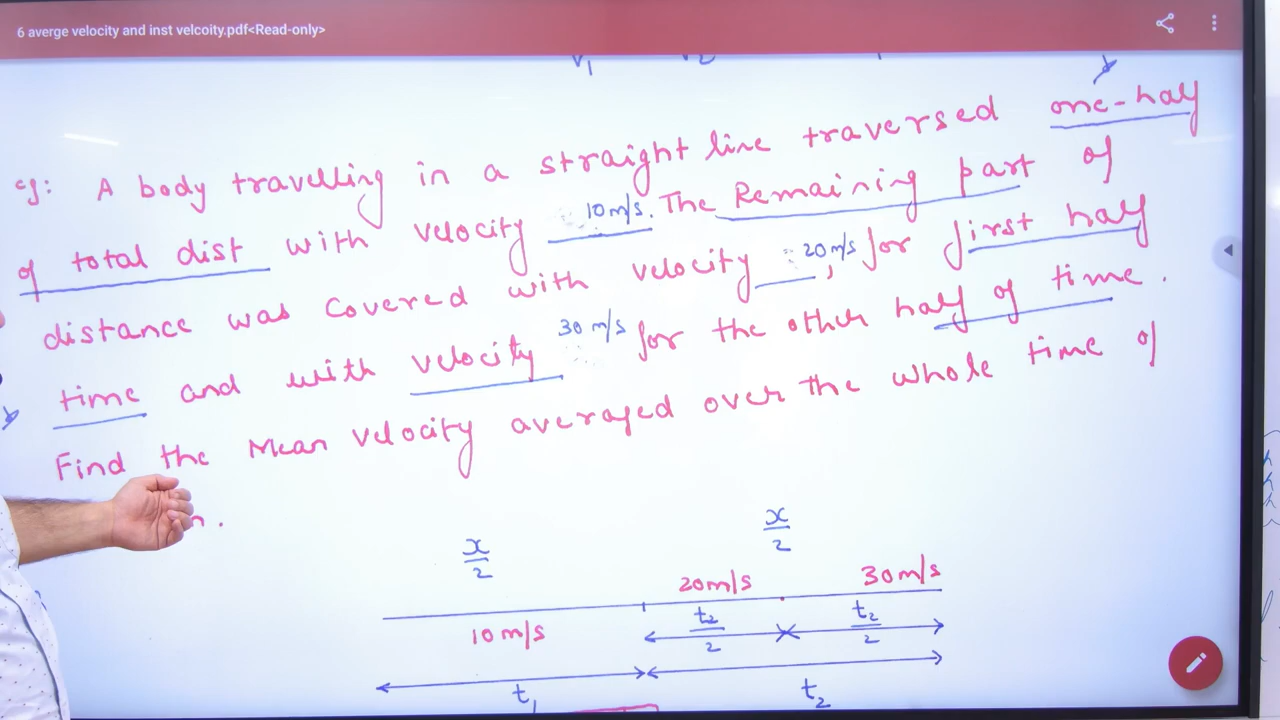 6 averge velocity and inst velcoity.pdf<Read-only>
V1 V2
eg: A body travelling in a straight line traversed one-half
of total dist with velocity = 10m/s. The Remaining part of
distance was covered with velocity = 20m/s, for first half
time and with velocity 30 m/s for the other half of time.
Find the Mean velocity averaged over the whole time of
n.
x/2 x/2
20m/s 30m/s
10 m/s t2/2 t2/2
t1 t2